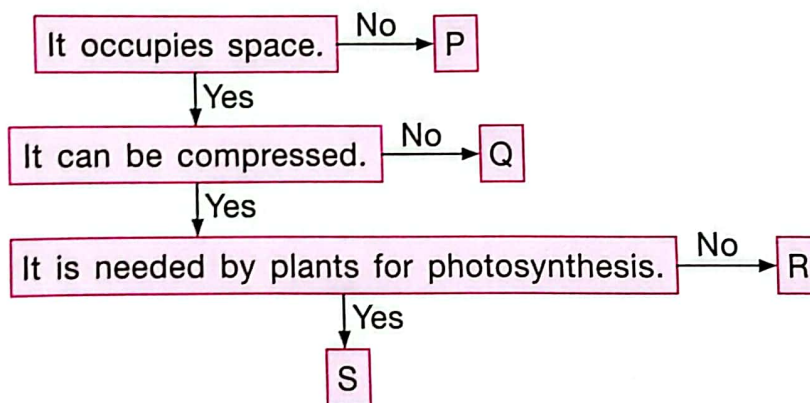 It occupies space. No P
Yes
It can be compressed. No Q
Yes
It is needed by plants for photosynthesis. No R
Yes
S